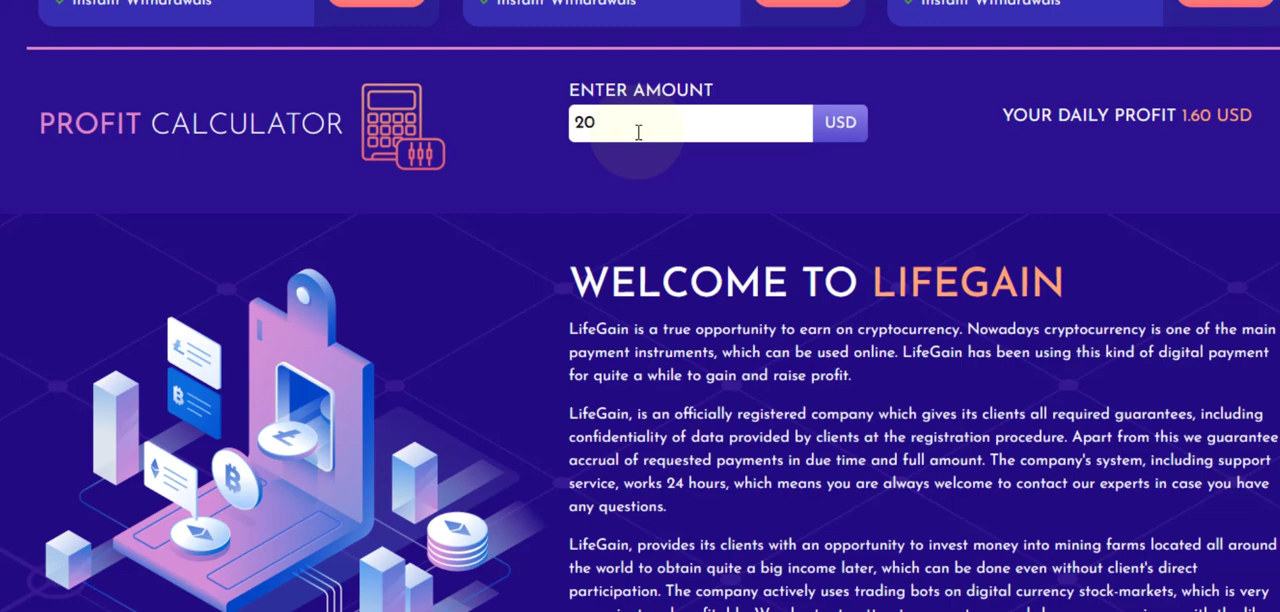 Instant Withdrawals Instant Withdrawals Instant Withdrawals
PROFIT CALCULATOR
ENTER AMOUNT
20 USD
YOUR DAILY PROFIT 1.60 USD
WELCOME TO LIFEGAIN
LifeGain is a true opportunity to earn on cryptocurrency. Nowadays cryptocurrency is one of the main
payment instruments, which can be used online. LifeGain has been using this kind of digital payment
for quite a while to gain and raise profit.
LifeGain, is an officially registered company which gives its clients all required guarantees, including
confidentiality of data provided by clients at the registration procedure. Apart from this we guarantee
accrual of requested payments in due time and full amount. The company's system, including support
service, works 24 hours, which means you are always welcome to contact our experts in case you have
any questions.
LifeGain, provides its clients with an opportunity to invest money into mining farms located all around
the world to obtain quite a big income later, which can be done even without client's direct
participation. The company actively uses trading bots on digital currency stock-markets, which is very